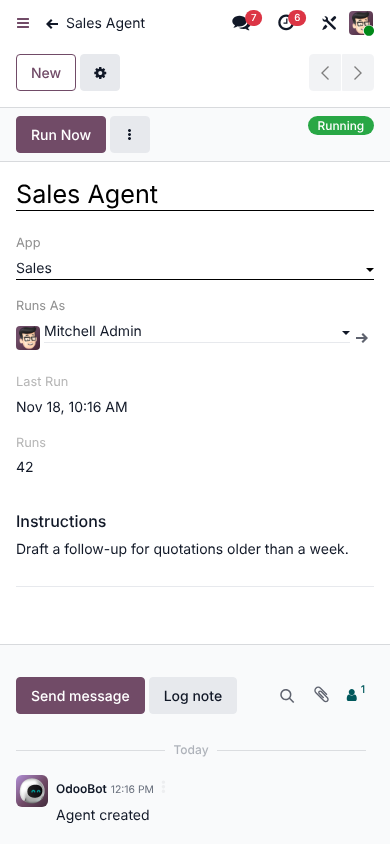 Sales Agent
7
6
New
Run Now
Running
Sales Agent
App
Sales
Runs As
Mitchell Admin
Last Run
Nov 18, 10:16 AM
Runs
42
Instructions
Draft a follow-up for quotations older than a week.
Send message
Log note
1
Today
OdooBot 12:16 PM
Agent created